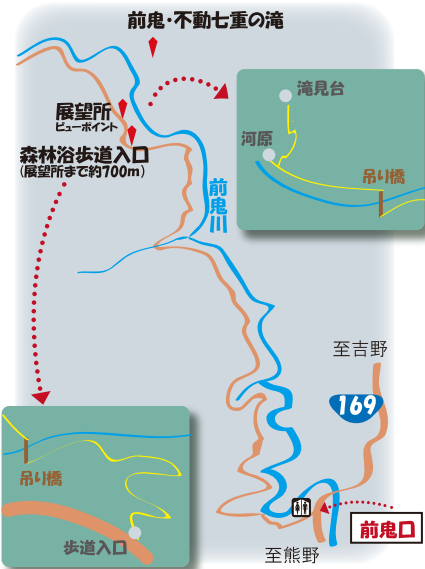 前鬼・不動七重の滝
展望所
ビューポイント
森林浴歩道入口
(展望所まで約700m)
滝見台
河原
吊り橋
前鬼川
至吉野
169
吊り橋
歩道入口
前鬼口
至熊野